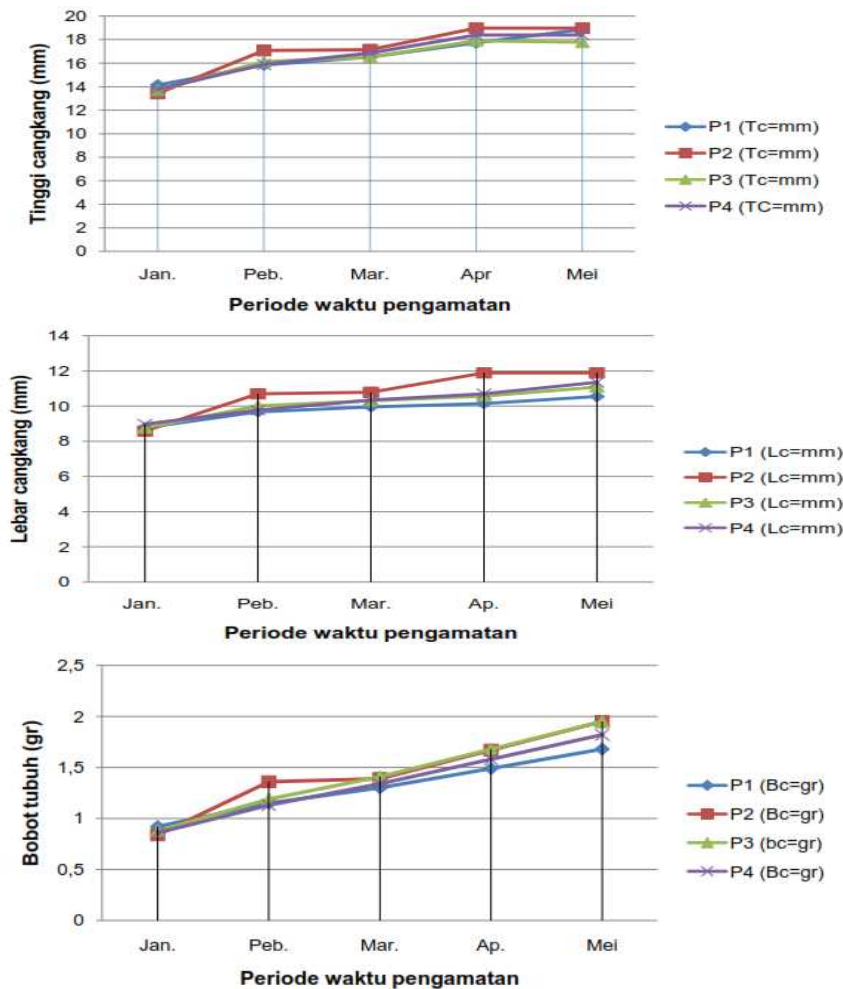 20
18
16
14
12
10
8
6
4
2
0
Tinggi cangkang (mm)
Jan.
Peb.
Mar.
Apr
Mei
Periode waktu pengamatan
P1 (Tc=mm)
P2 (Tc=mm)
P3 (Tc=mm)
P4 (TC=mm)
14
12
10
8
6
4
2
0
Lebar cangkang (mm)
Jan.
Peb.
Mar.
Ap.
Mei
Periode waktu pengamatan
P1 (Lc=mm)
P2 (Lc=mm)
P3 (Lc=mm)
P4 (Lc=mm)
2,5
2
1,5
1
0,5
0
Bobot tubuh (gr)
Jan.
Peb.
Mar.
Ap.
Mei
Periode waktu pengamatan
P1 (Bc=gr)
P2 (Bc=gr)
P3 (bc=gr)
P4 (Bc=gr)